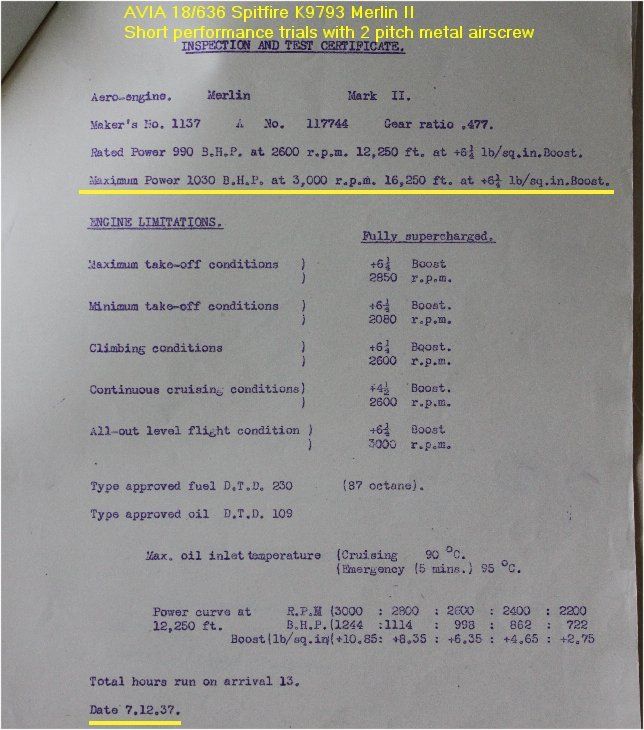 AVIA 18/636 Spitfire K9793 Merlin II
Short performance trials with 2 pitch metal airscrew
INSPECTION AND TEST CERTIFICATE.
Aero-engine. Merlin Mark II.
Maker's No. 1137 A No. 117744 Gear ratio .477.
Rated Power 990 B.H.P. at 2600 r.p.m. 12,250 ft. at +6¼ lb/sq.in.Boost.
Maximum Power 1030 B.H.P. at 3,000 r.p.m. 16,250 ft. at +6¼ lb/sq.in.Boost.
ENGINE LIMITATIONS.
Fully supercharged.
Maximum take-off conditions ) +6¼ Boost
) 2850 r.p.m.
Minimum take-off conditions ) +6¼ Boost.
) 2080 r.p.m.
Climbing conditions ) +6¼ Boost.
) 2600 r.p.m.
Continuous cruising conditions) +4½ Boost.
) 2600 r.p.m.
All-out level flight condition ) +6¼ Boost
) 3000 r.p.m.
Type approved fuel D.T.D. 230 (87 octane).
Type approved oil D.T.D. 109
Max. oil inlet temperature (Cruising 90 °C.
(Emergency (5 mins.) 95 °C.
Power curve at R.P.M (3000 : 2800 : 2600 : 2400 : 2200
12,250 ft. B.H.P.(1244 :1114 : 998 : 862 : 722
Boost(lb/sq.in(+10.85: +8.35 : +6.35 : +4.65 : +2.75
Total hours run on arrival 13.
Date 7.12.37.